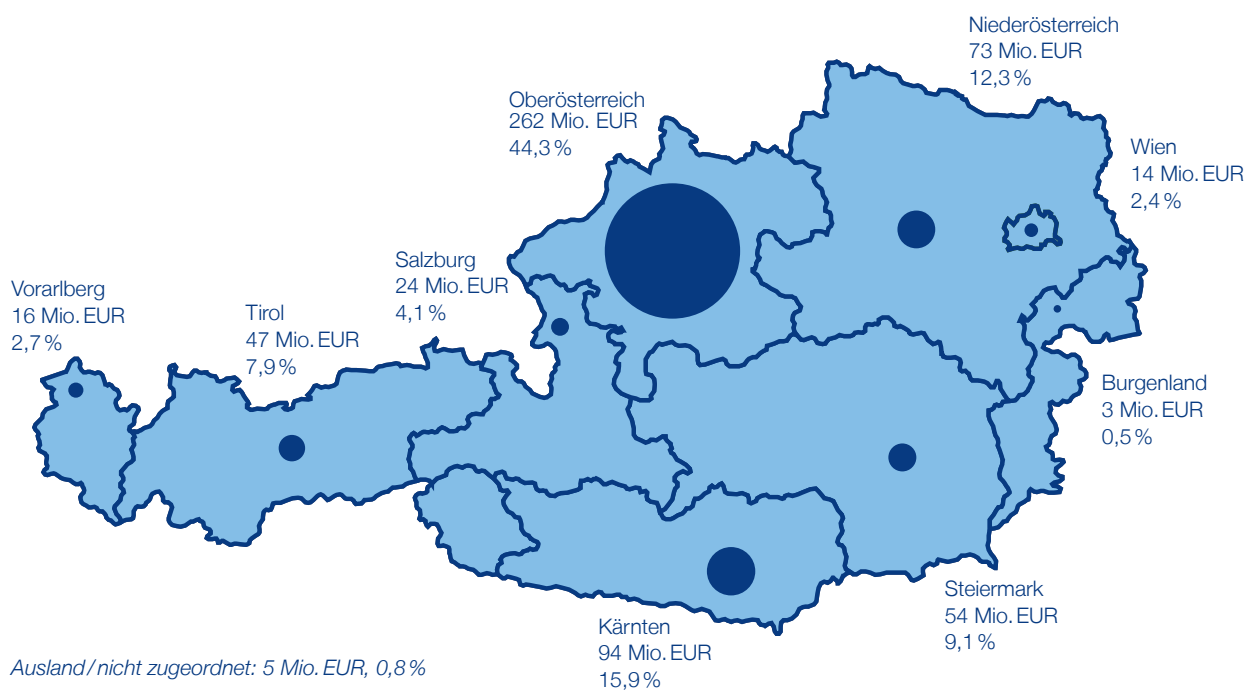 Niederösterreich
73 Mio. EUR
12,3 %
Oberösterreich
262 Mio. EUR
44,3 %
Wien
14 Mio. EUR
2,4 %
Salzburg
24 Mio. EUR
4,1 %
Vorarlberg
16 Mio. EUR
2,7 %
Tirol
47 Mio. EUR
7,9 %
Burgenland
3 Mio. EUR
0,5 %
Steiermark
54 Mio. EUR
9,1 %
Kärnten
94 Mio. EUR
15,9 %
Ausland/nicht zugeordnet: 5 Mio. EUR, 0,8 %